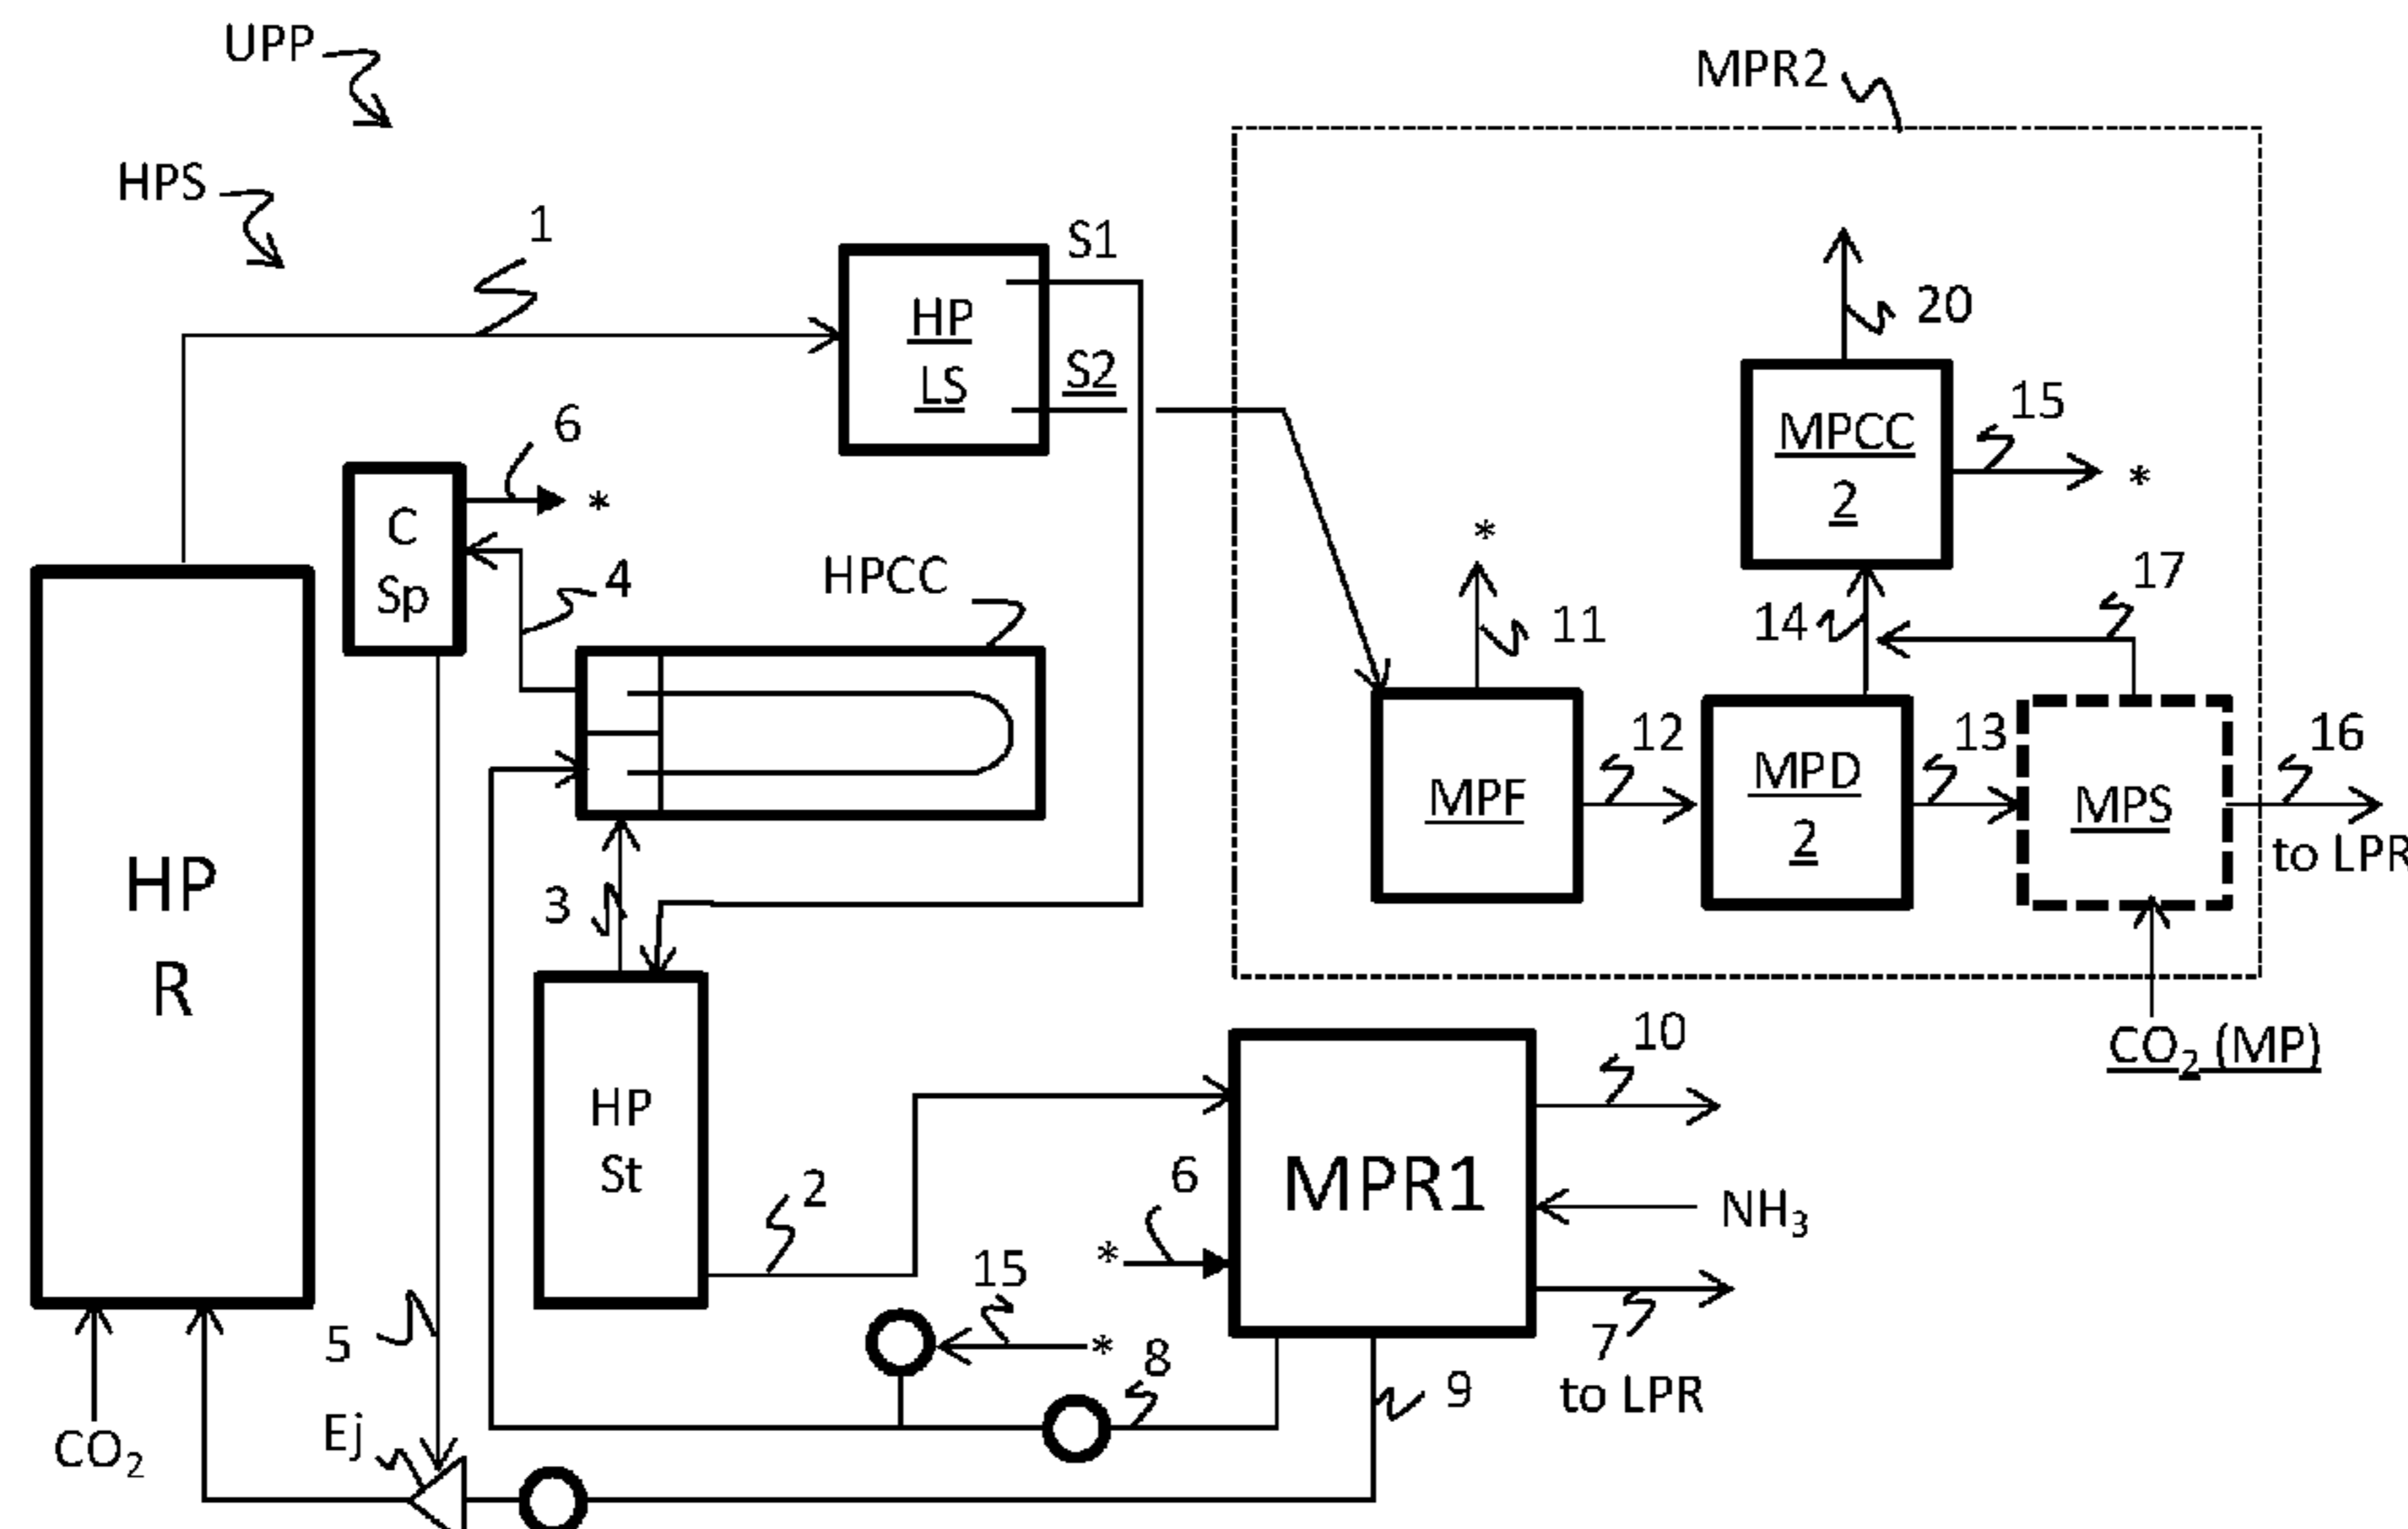 UPP
MPR2
HPS
1
S1
HP
LS
S2
20
MPCC
2
15
*
6
*
C
Sp
4
HPCC
*
11
14
17
12
13
16
MPF
MPD
2
MPS
to LPR
HP
R
3
10
CO₂ (MP)
HP
St
2
6
*
MPR1
NH₃
15
*
8
9
7
to LPR
5
Ej
CO₂